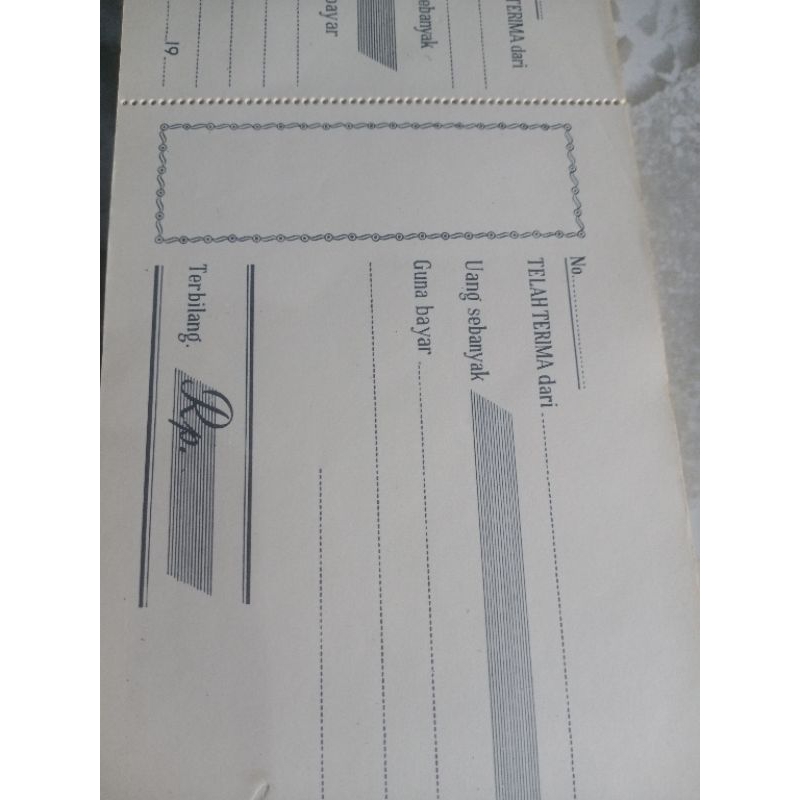 TERIMA dari
sebanyak
bayar
19
No.
TELAH TERIMA dari
Uang sebanyak
Guna bayar
Terbilang. Rp.